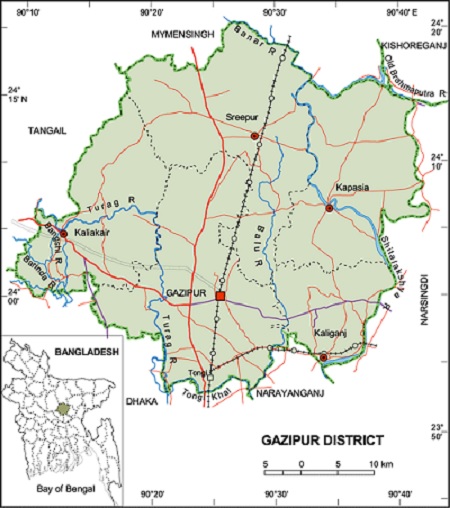 90°10'
90°20'
90°30'
90°40' E
24°
20'
MYMENSINGH
Banar R
KISHOREGANJ
Old Brahmaputra R
24°
15' N
Sreepur
TANGAIL
24°
10'
Kapasia
Turag R
Kaliakair
Bangshi R
Balu R
Shitalakshya R
24°
00'
GAZIPUR
NARSINGDI
Turag R
Kaliganj
BANGLADESH
Tongi
Tongi Khal
DHAKA
NARAYANGANJ
23°
50'
GAZIPUR DISTRICT
5 0 5 10 km
Bay of Bengal
90°20'
90°30'
90°40'